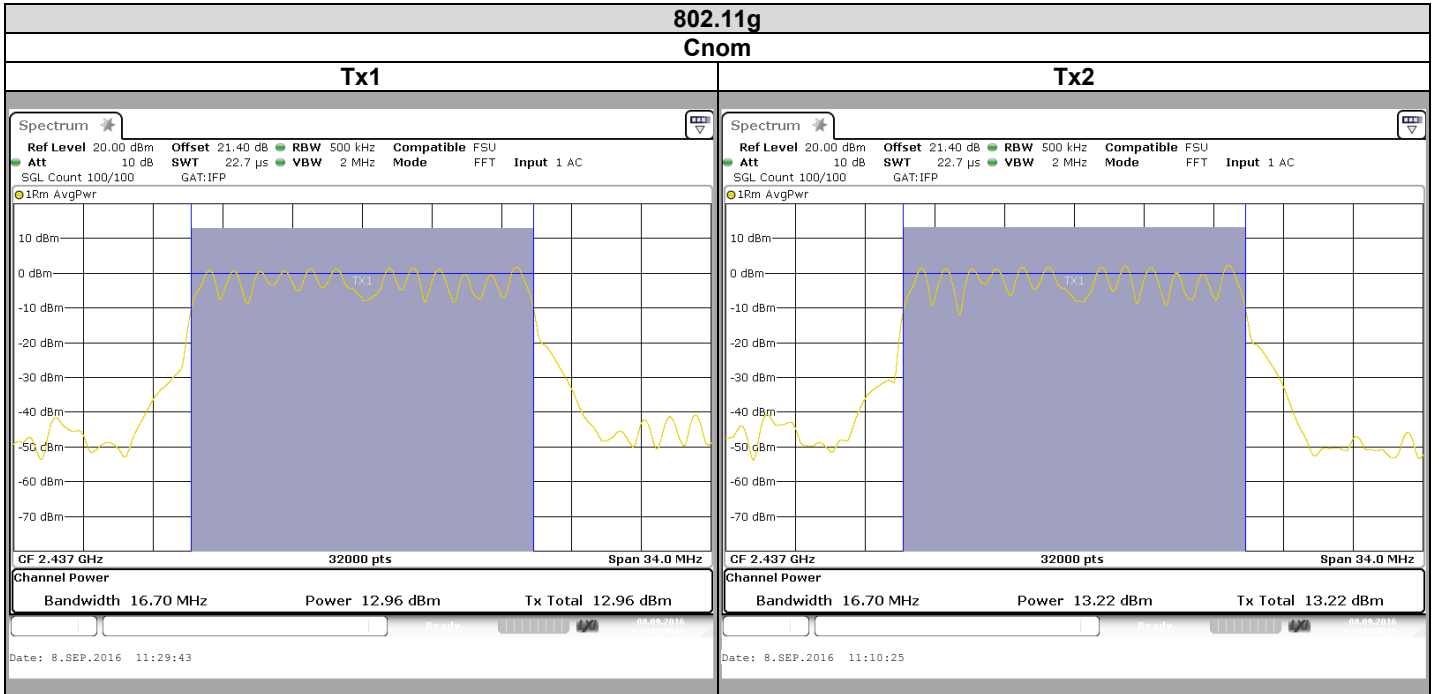 802.11g
Cnom
Tx1
Tx2
Spectrum
Ref Level 20.00 dBm Offset 21.40 dB RBW 500 kHz Compatible FSU
Att 10 dB SWT 22.7 µs VBW 2 MHz Mode FFT Input 1 AC
SGL Count 100/100 GAT:IFP
1Rm AvgPwr
10 dBm
0 dBm
TX1
-10 dBm
-20 dBm
-30 dBm
-40 dBm
-50 dBm
-60 dBm
-70 dBm
CF 2.437 GHz 32000 pts Span 34.0 MHz
Channel Power
Bandwidth 16.70 MHz Power 12.96 dBm Tx Total 12.96 dBm
Ready 08.09.2016
Date: 8.SEP.2016 11:29:43
Spectrum
Ref Level 20.00 dBm Offset 21.40 dB RBW 500 kHz Compatible FSU
Att 10 dB SWT 22.7 µs VBW 2 MHz Mode FFT Input 1 AC
SGL Count 100/100 GAT:IFP
1Rm AvgPwr
10 dBm
0 dBm
TX1
-10 dBm
-20 dBm
-30 dBm
-40 dBm
-50 dBm
-60 dBm
-70 dBm
CF 2.437 GHz 32000 pts Span 34.0 MHz
Channel Power
Bandwidth 16.70 MHz Power 13.22 dBm Tx Total 13.22 dBm
Ready 08.09.2016
Date: 8.SEP.2016 11:10:25